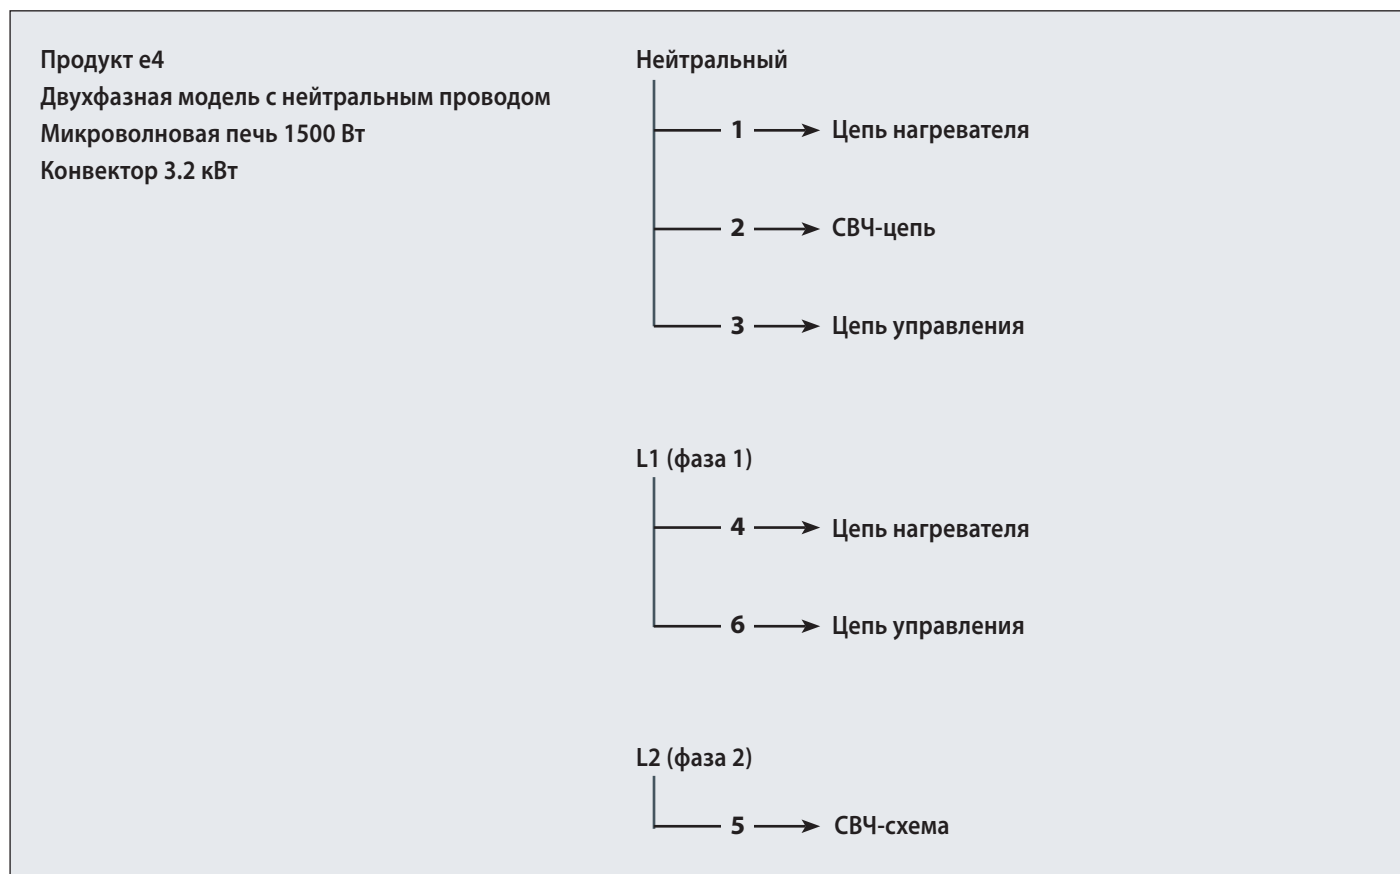 Продукт e4
Двухфазная модель с нейтральным проводом
Микроволновая печь 1500 Вт
Конвектор 3.2 кВт
Нейтральный
1 Цепь нагревателя
2 СВЧ-цепь
3 Цепь управления
L1 (фаза 1)
4 Цепь нагревателя
6 Цепь управления
L2 (фаза 2)
5 СВЧ-схема